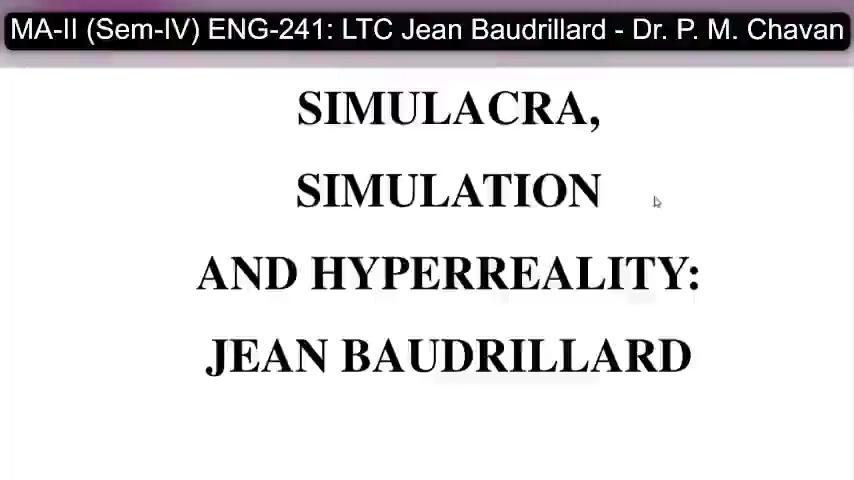 MA-II (Sem-IV) ENG-241: LTC Jean Baudrillard - Dr. P. M. Chavan
SIMULACRA,
SIMULATION
AND HYPERREALITY:
JEAN BAUDRILLARD